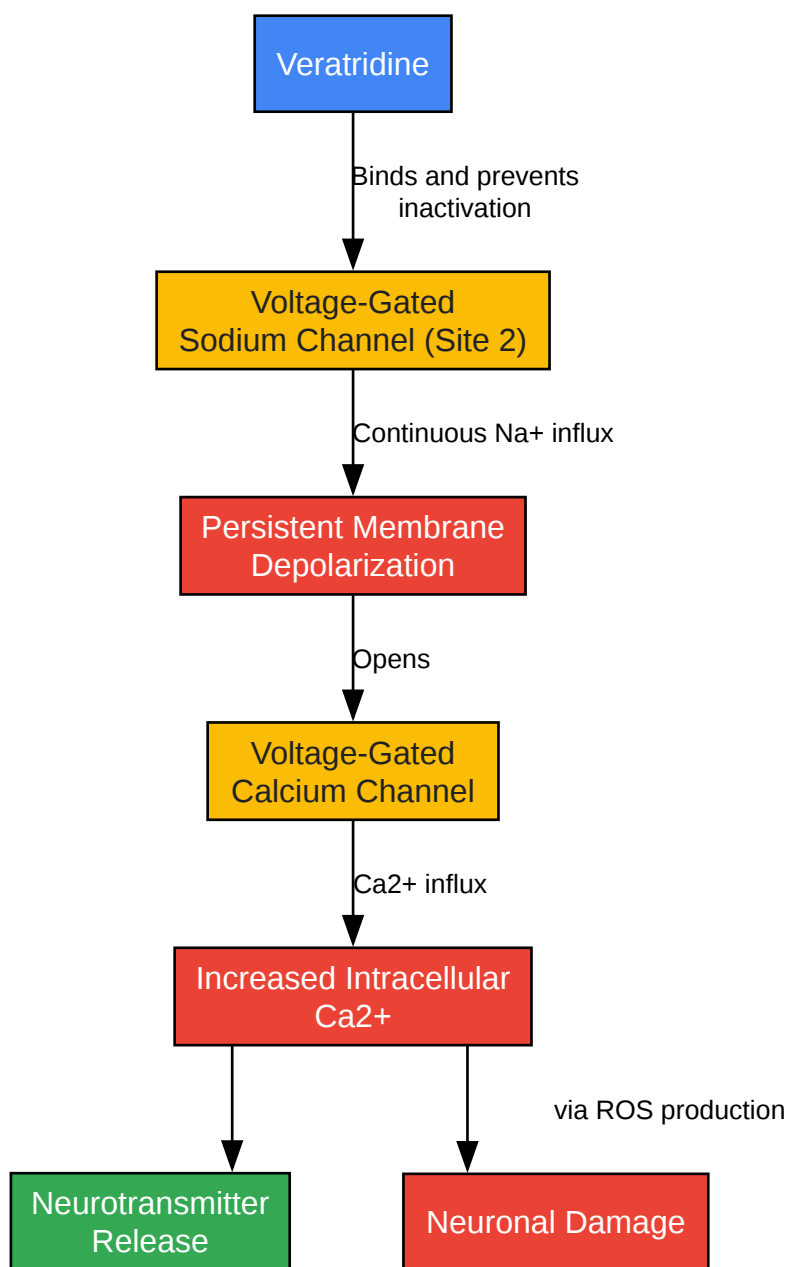 Veratridine
Binds and prevents
inactivation
Voltage-Gated
Sodium Channel (Site 2)
Continuous Na+ influx
Persistent Membrane
Depolarization
Opens
Voltage-Gated
Calcium Channel
Ca2+ influx
Increased Intracellular
Ca2+
via ROS production
Neurotransmitter
Release
Neuronal Damage